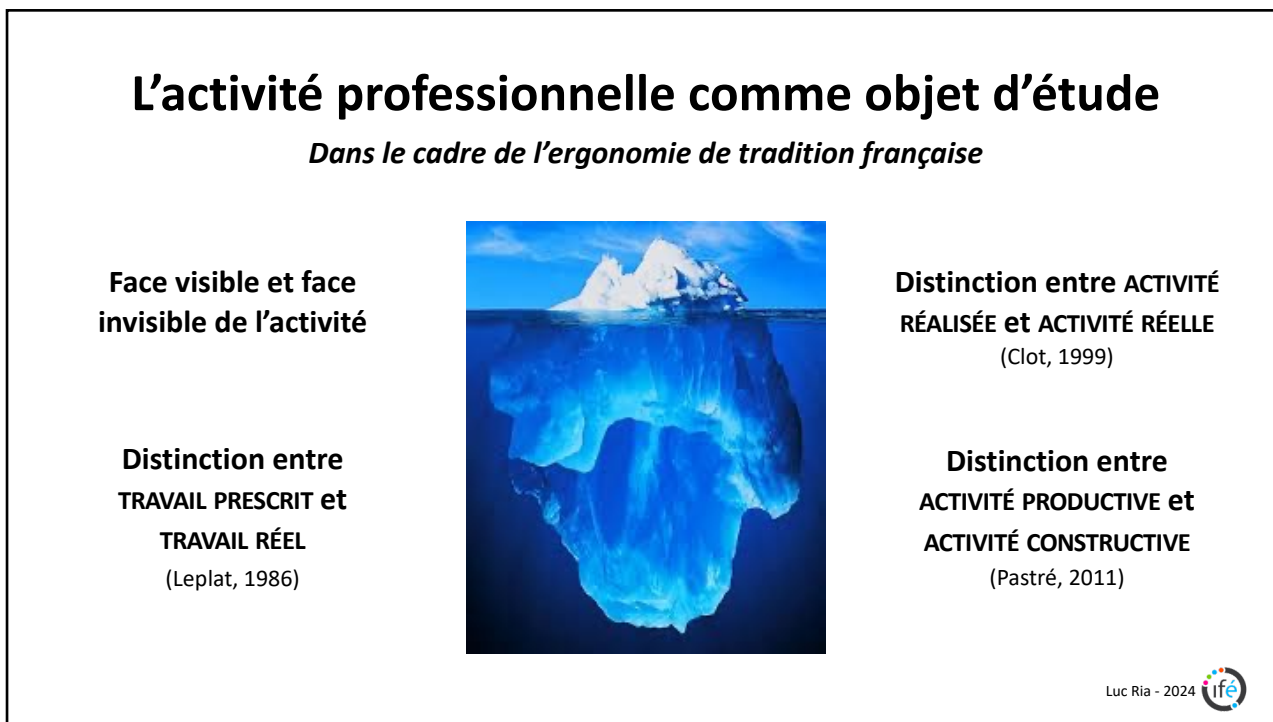 L’activité professionnelle comme objet d’étude
Dans le cadre de l’ergonomie de tradition française
Face visible et face
invisible de l’activité
Distinction entre
TRAVAIL PRESCRIT et
TRAVAIL RÉEL
(Leplat, 1986)
Distinction entre ACTIVITÉ
RÉALISÉE et ACTIVITÉ RÉELLE
(Clot, 1999)
Distinction entre
ACTIVITÉ PRODUCTIVE et
ACTIVITÉ CONSTRUCTIVE
(Pastré, 2011)
Luc Ria - 2024 ifé